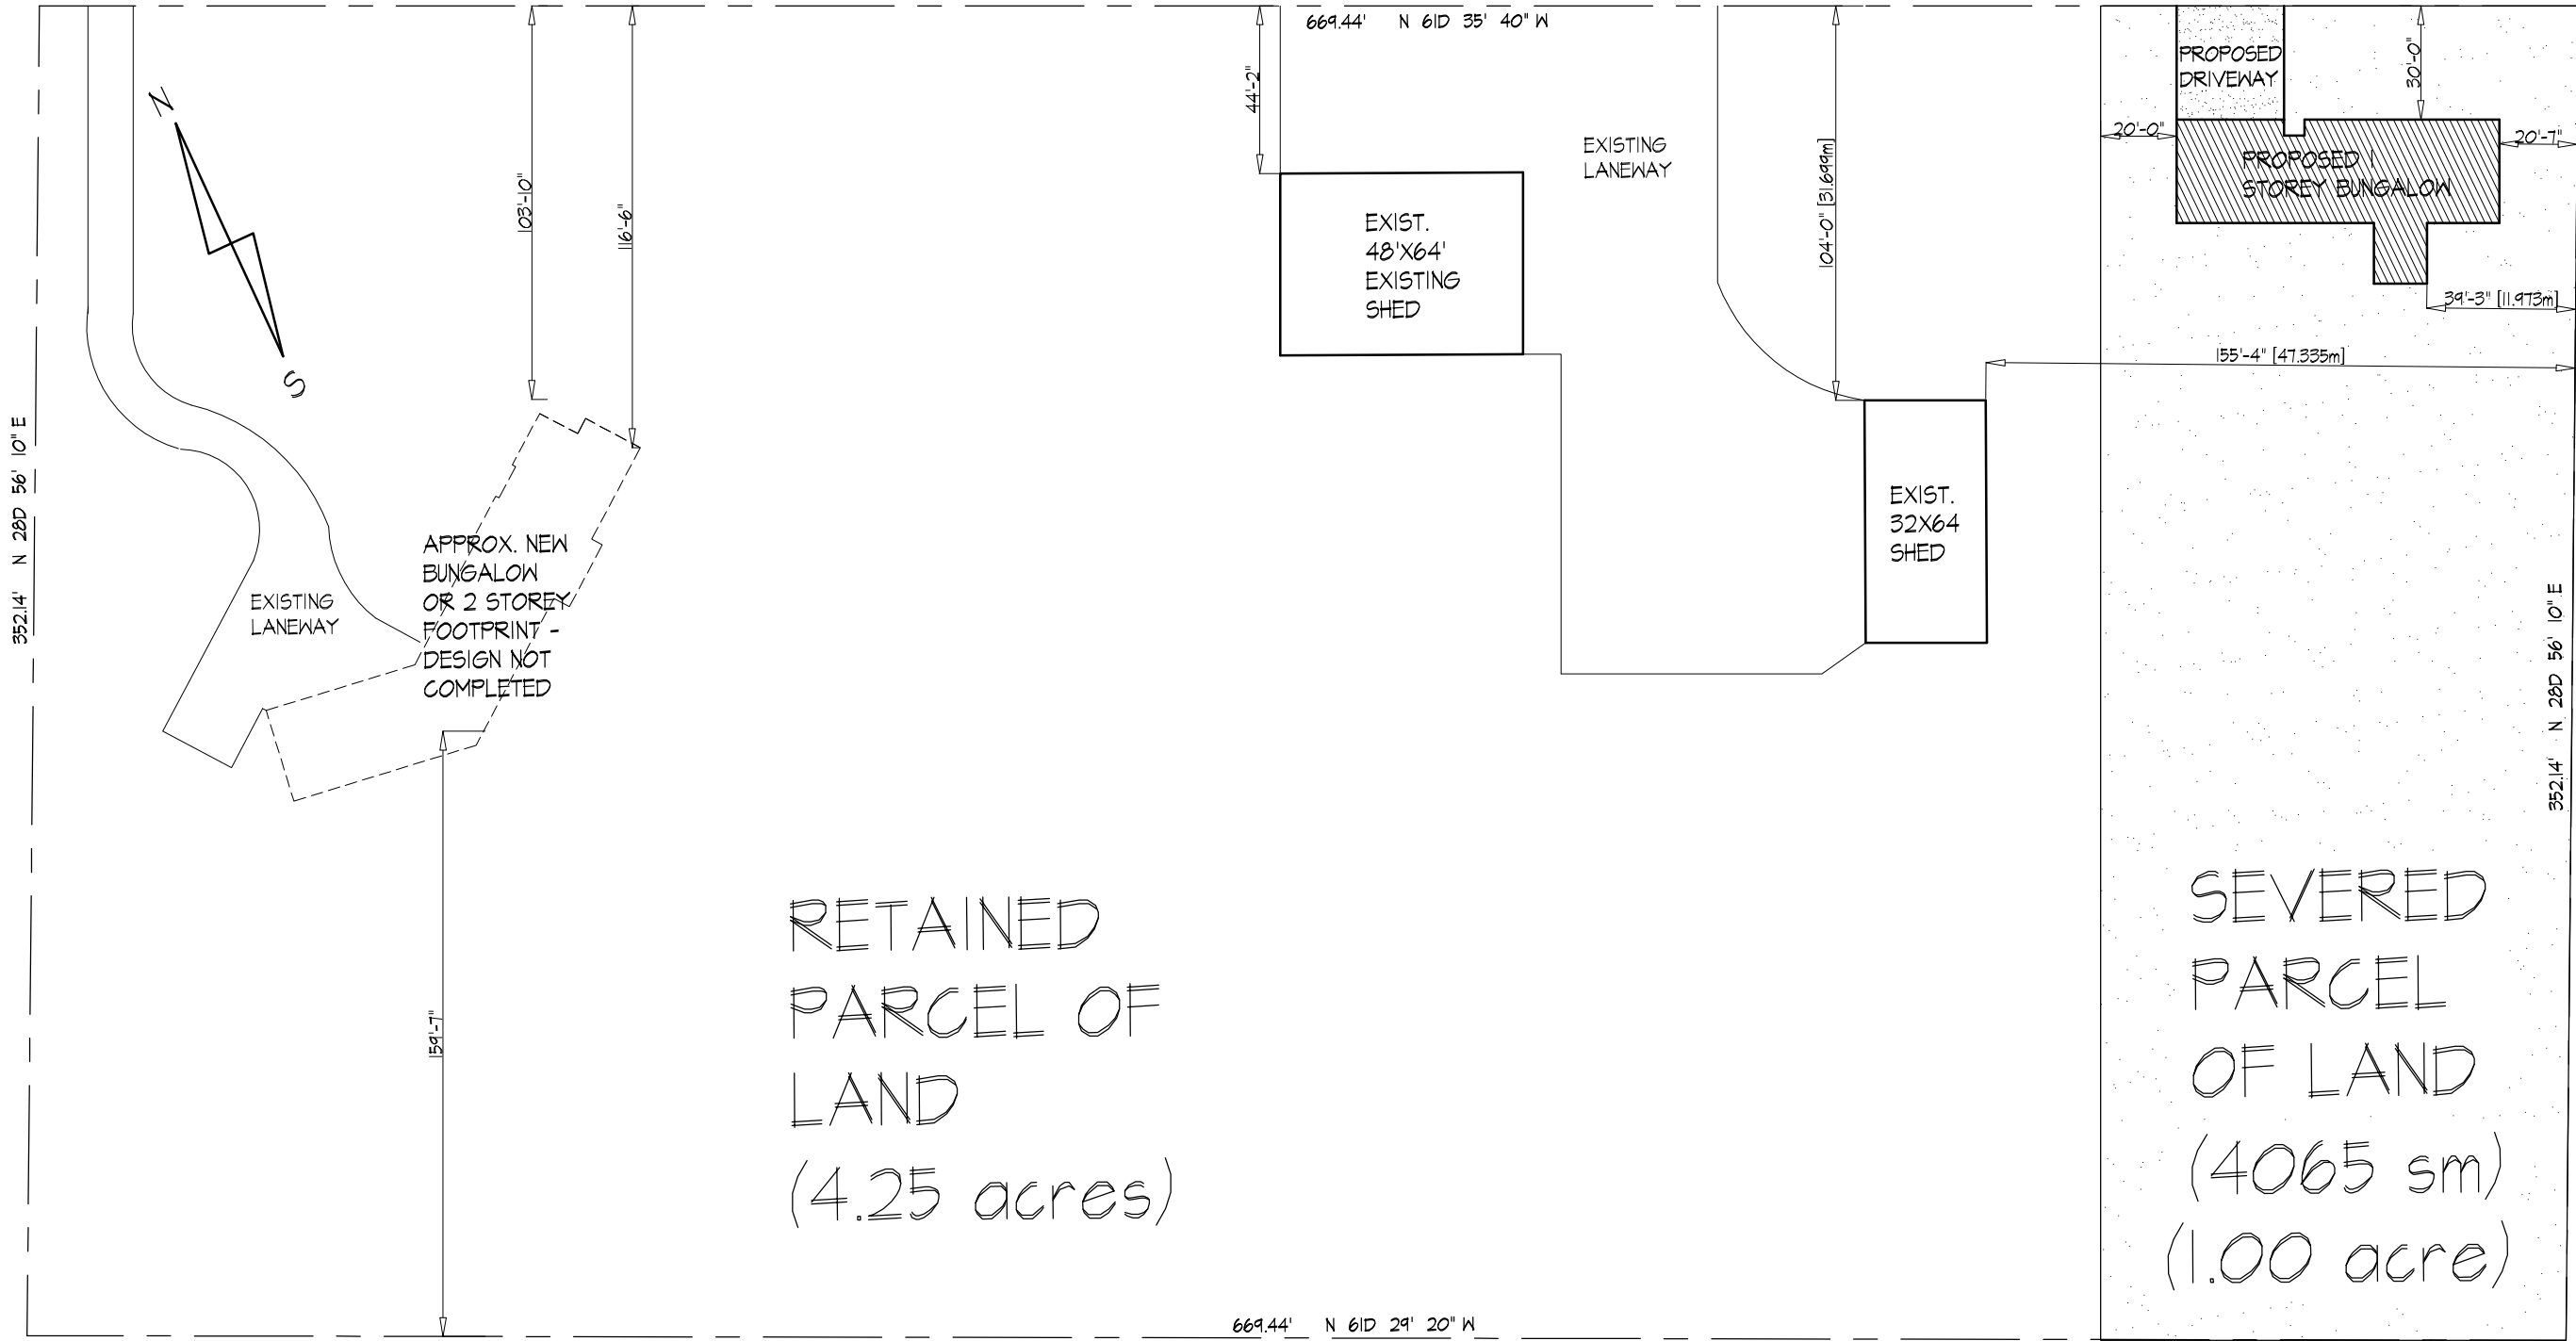 669.44' N 61D 35' 40" W
N
S
352.14' N 28D 56' 10" E
103'-10"
116'-6"
44'-2"
EXIST.
48'X64'
EXISTING
SHED
EXISTING
LANEWAY
104'-0" [31.699m]
PROPOSED
DRIVEWAY
30'-0"
20'-0"
20'-7"
PROPOSED 1
STOREY BUNGALOW
39'-3" [11.973m]
155'-4" [47.335m]
EXIST.
32X64
SHED
APPROX. NEW
BUNGALOW
OR 2 STOREY
FOOTPRINT -
DESIGN NOT
COMPLETED
EXISTING
LANEWAY
352.14' N 28D 56' 10" E
159'-7"
RETAINED
PARCEL OF
LAND
(4.25 acres)
SEVERED
PARCEL
OF LAND
(4065 sm)
(1.00 acre)
669.44' N 61D 29' 20" W